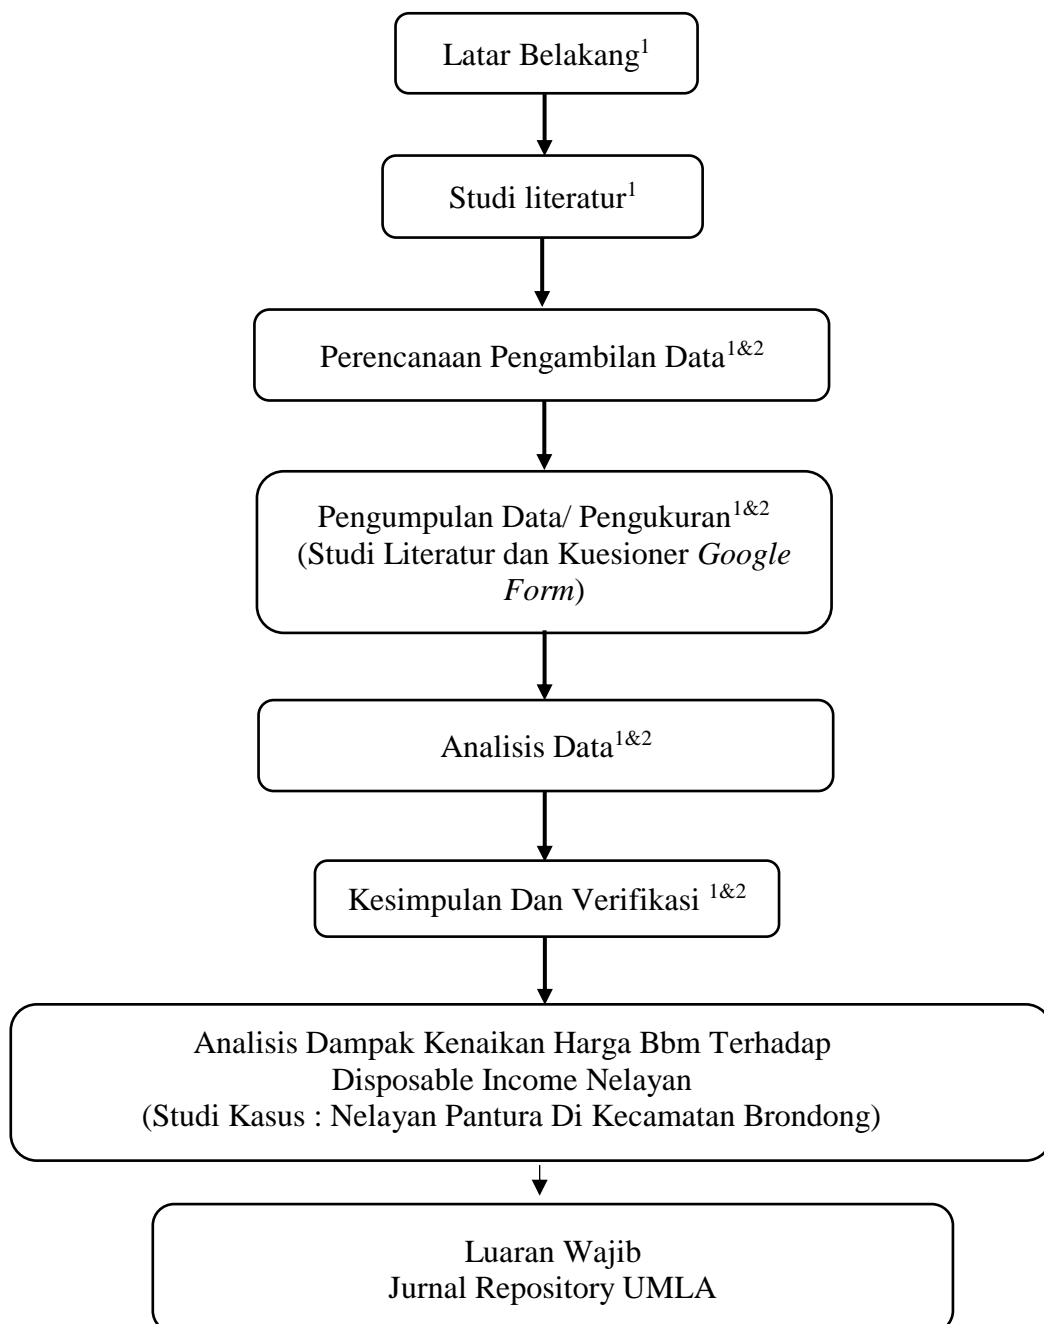 Latar Belakang1
Studi literatur1
Perencanaan Pengambilan Data1&2
Pengumpulan Data/ Pengukuran1&2
(Studi Literatur dan Kuesioner Google
Form)
Analisis Data1&2
Kesimpulan Dan Verifikasi 1&2
Analisis Dampak Kenaikan Harga Bbm Terhadap
Disposable Income Nelayan
(Studi Kasus : Nelayan Pantura Di Kecamatan Brondong)
Luaran Wajib
Jurnal Repository UMLA